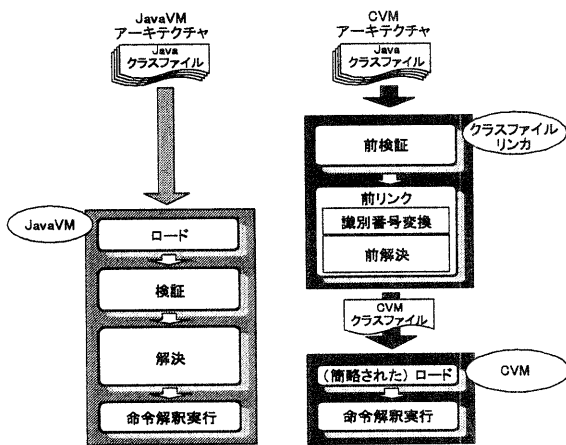 JavaVM
アーキテクチャ
Java
クラスファイル
JavaVM
ロード
検証
解決
命令解釈実行
CVM
アーキテクチャ
Java
クラスファイル
クラスファイル
リンカ
前検証
前リンク
識別番号変換
前解決
CVM
クラスファイル
(簡略された) ロード
CVM
命令解釈実行